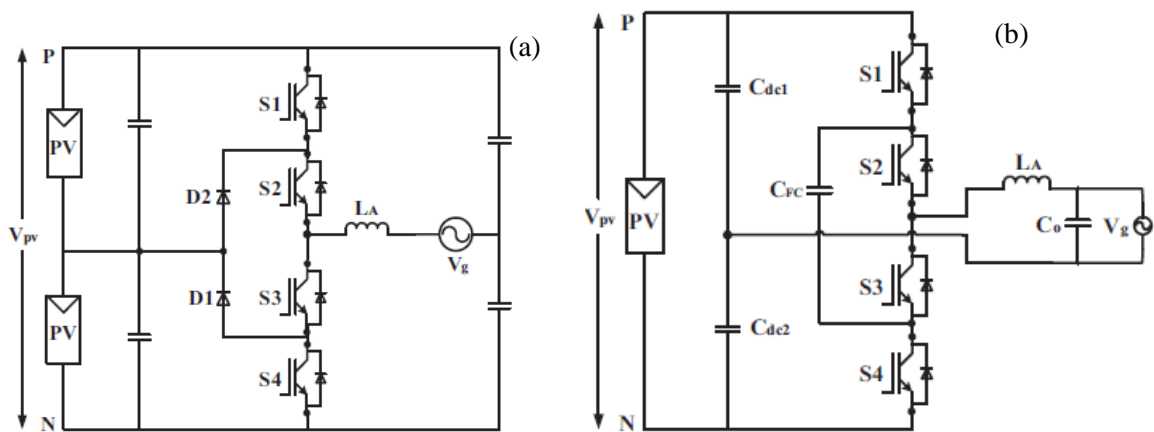 (a)
P
S1
PV
S2
D2
LA
Vpv
Vg
D1
S3
PV
S4
N
(b)
P
S1
Cdc1
S2
LA
CFC
Vpv
PV
Co
Vg
S3
Cdc2
S4
N